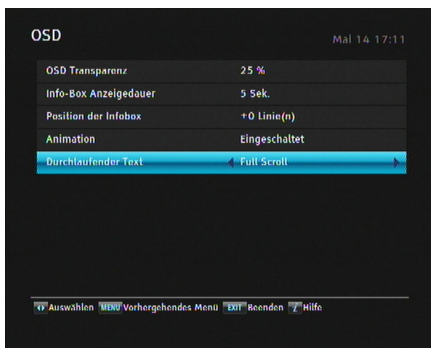 OSD
Mai 14 17:11
OSD Transparenz 25 %
Info-Box Anzeigedauer 5 Sek.
Position der Infobox +0 Linie(n)
Animation Eingeschaltet
Durchlaufender Text Full Scroll
Auswählen MENU Vorhergehendes Menü EXIT Beenden i Hilfe